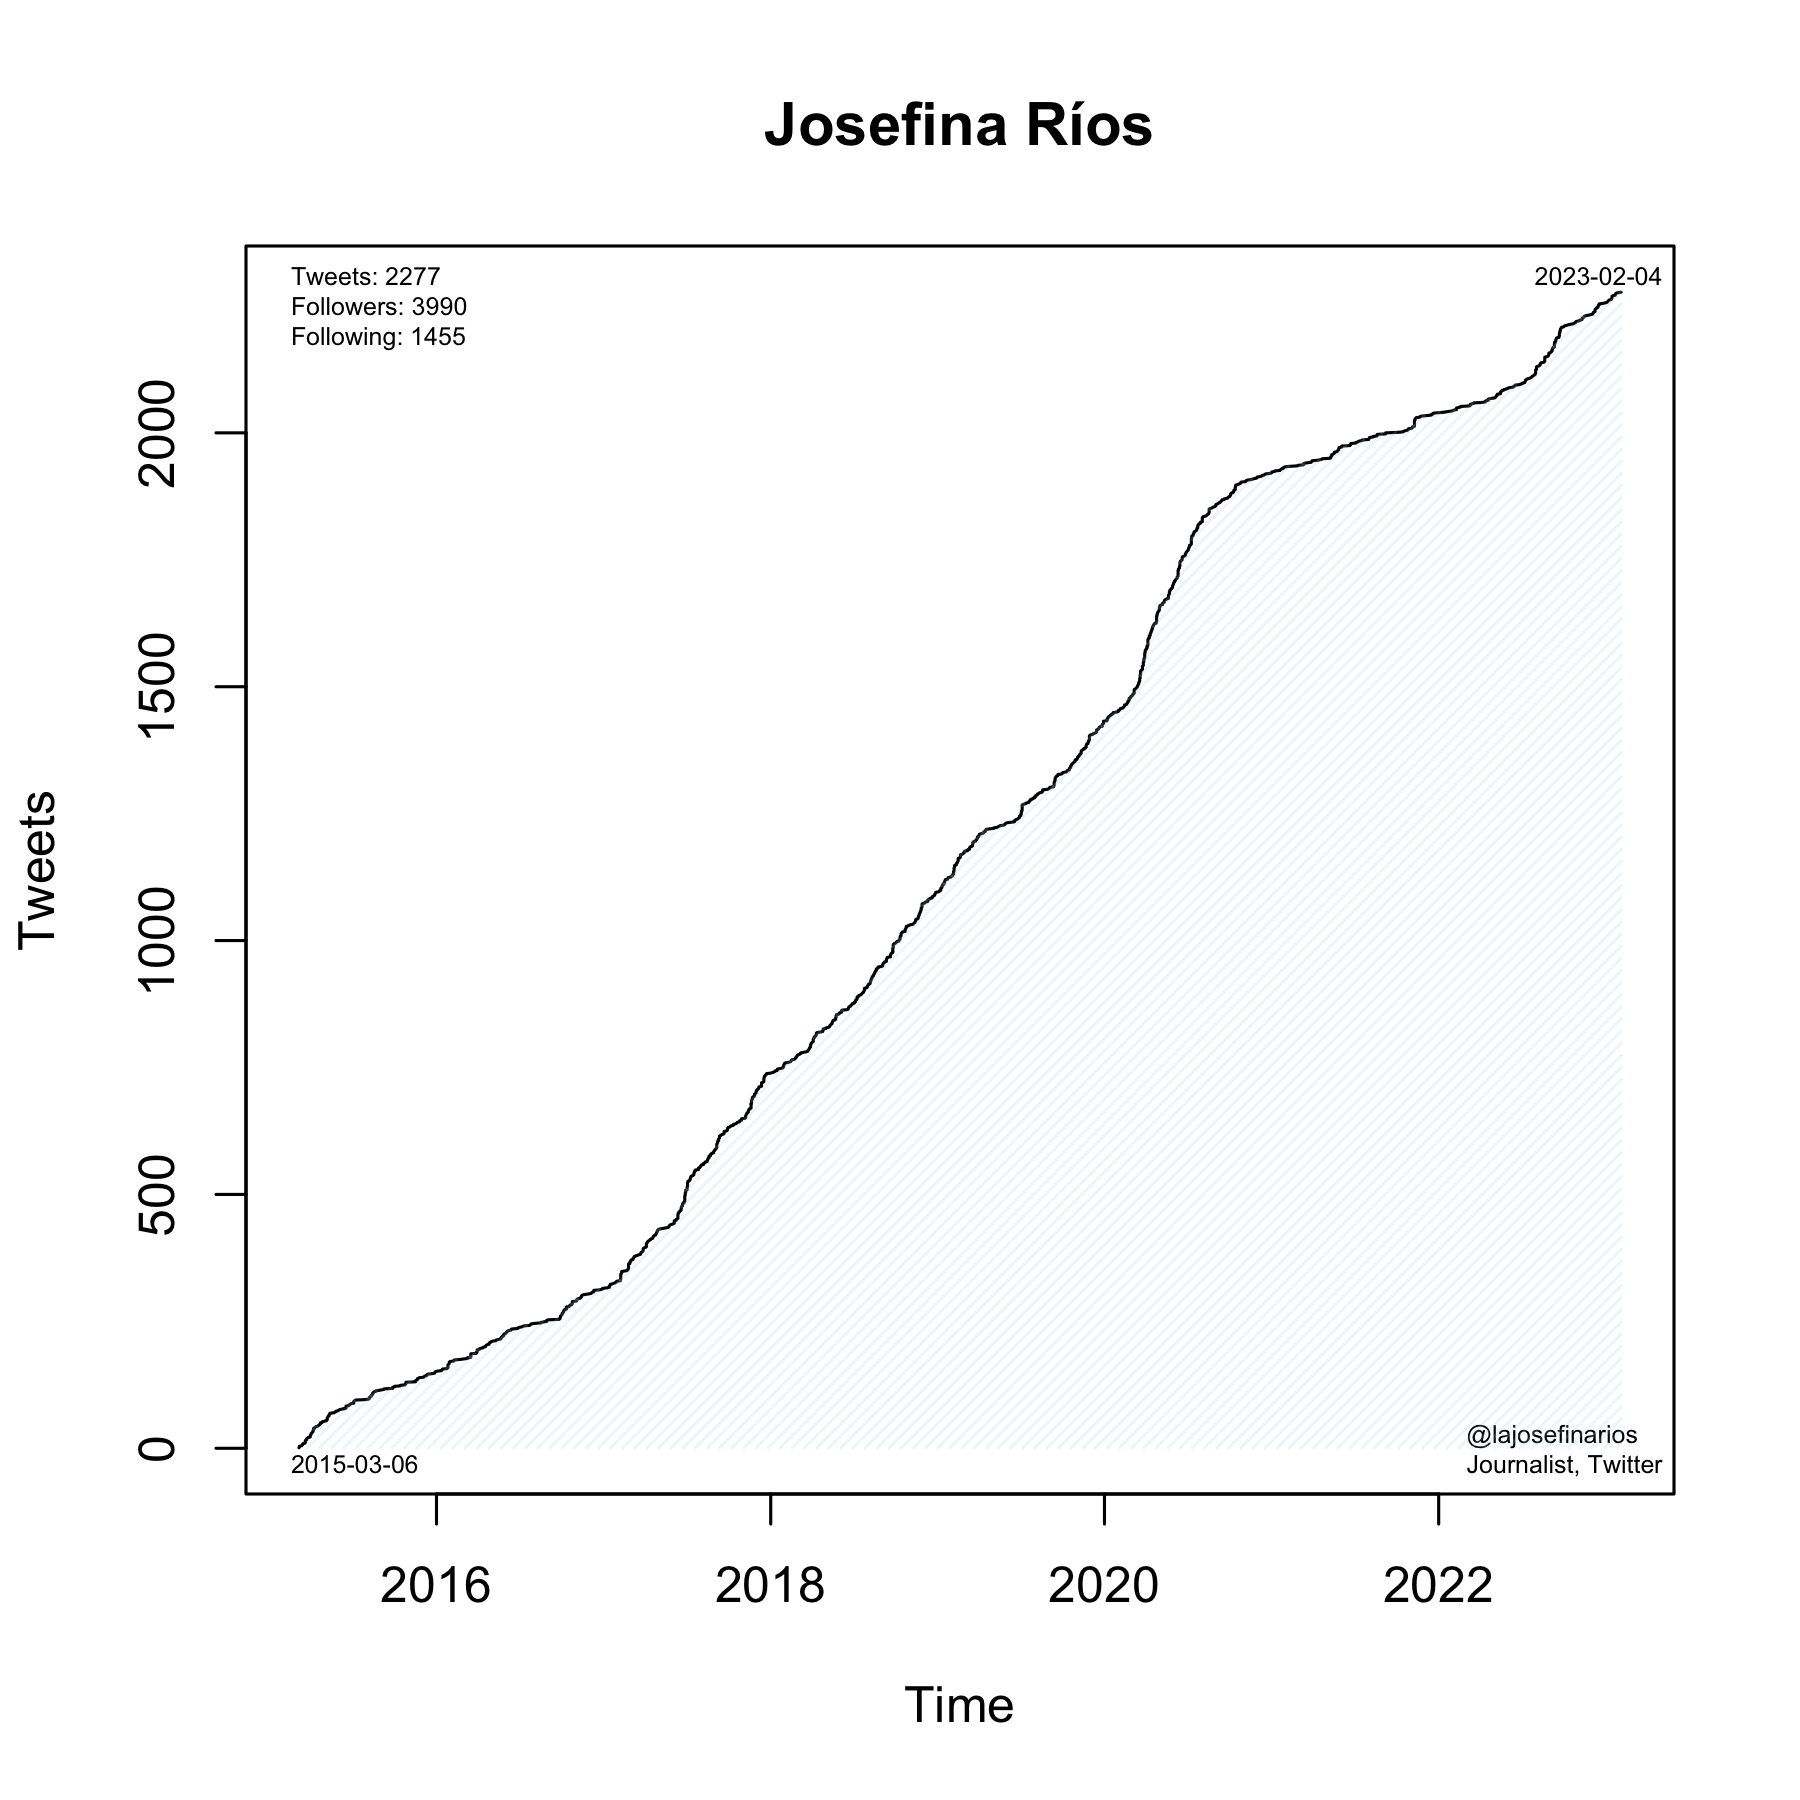 Josefina Ríos
Tweets: 2277
Followers: 3990
Following: 1455
2023-02-04
Tweets
2000
1500
1000
500
0
2015-03-06
@lajosefinarios
Journalist, Twitter
2016
2018
2020
2022
Time